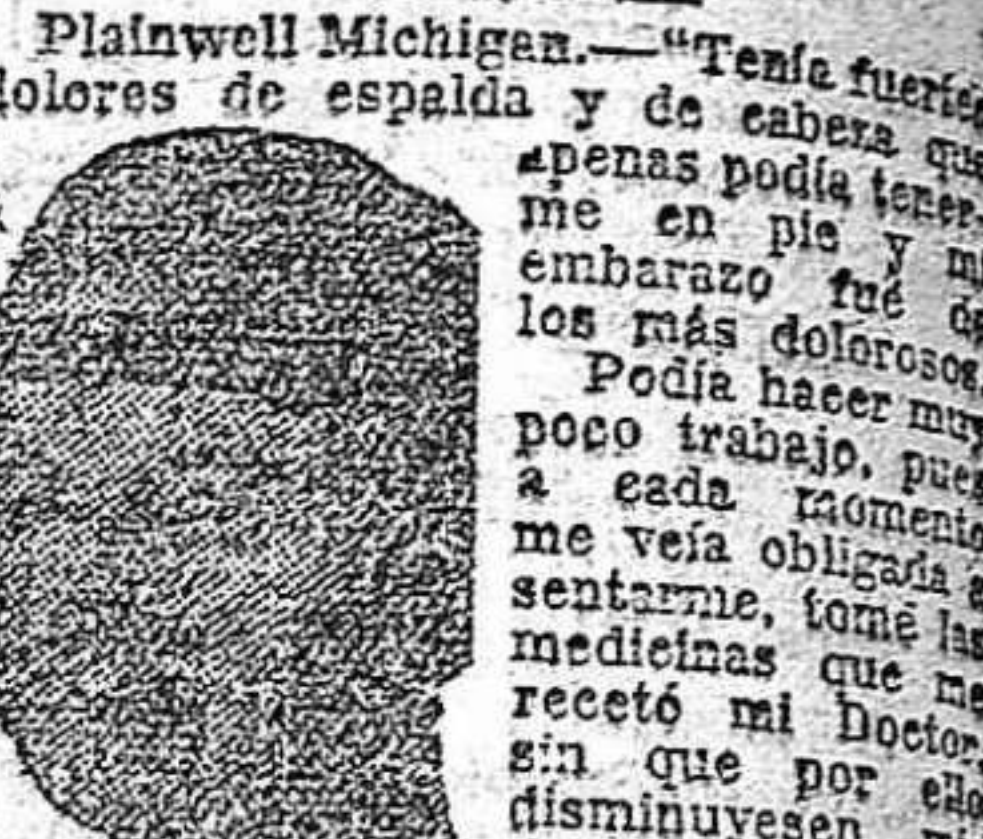 Plainwell Michigan.—"Tenía fuertes
dolores de espalda y de cabeza que
apenas podía tener-
me en pie y mi
embarazo fué de
los más dolorosos.
Podía hacer muy
poco trabajo, pues
a cada momento
me veía obligada a
sentarme, tomé las
medicinas que me
recetó mi Doctor,
sin que por ello
disminuyesen